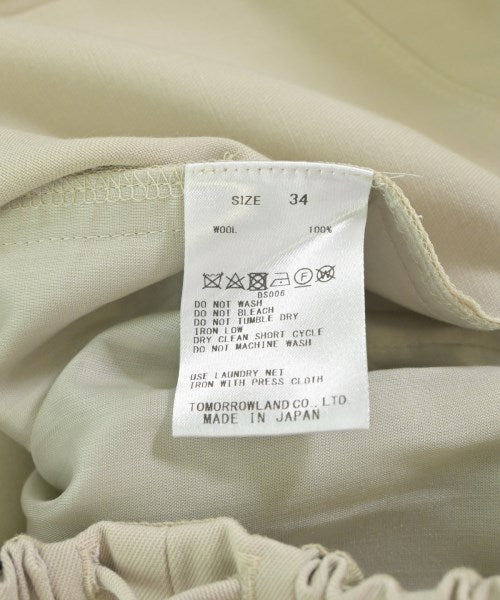 SIZE 34
WOOL 100%
DS006
DO NOT WASH
DO NOT BLEACH
DO NOT TUMBLE DRY
IRON LOW
DRY CLEAN SHORT CYCLE
DO NOT MACHINE WASH
USE LAUNDRY NET
IRON WITH PRESS CLOTH
TOMORROWLAND CO., LTD.
MADE IN JAPAN